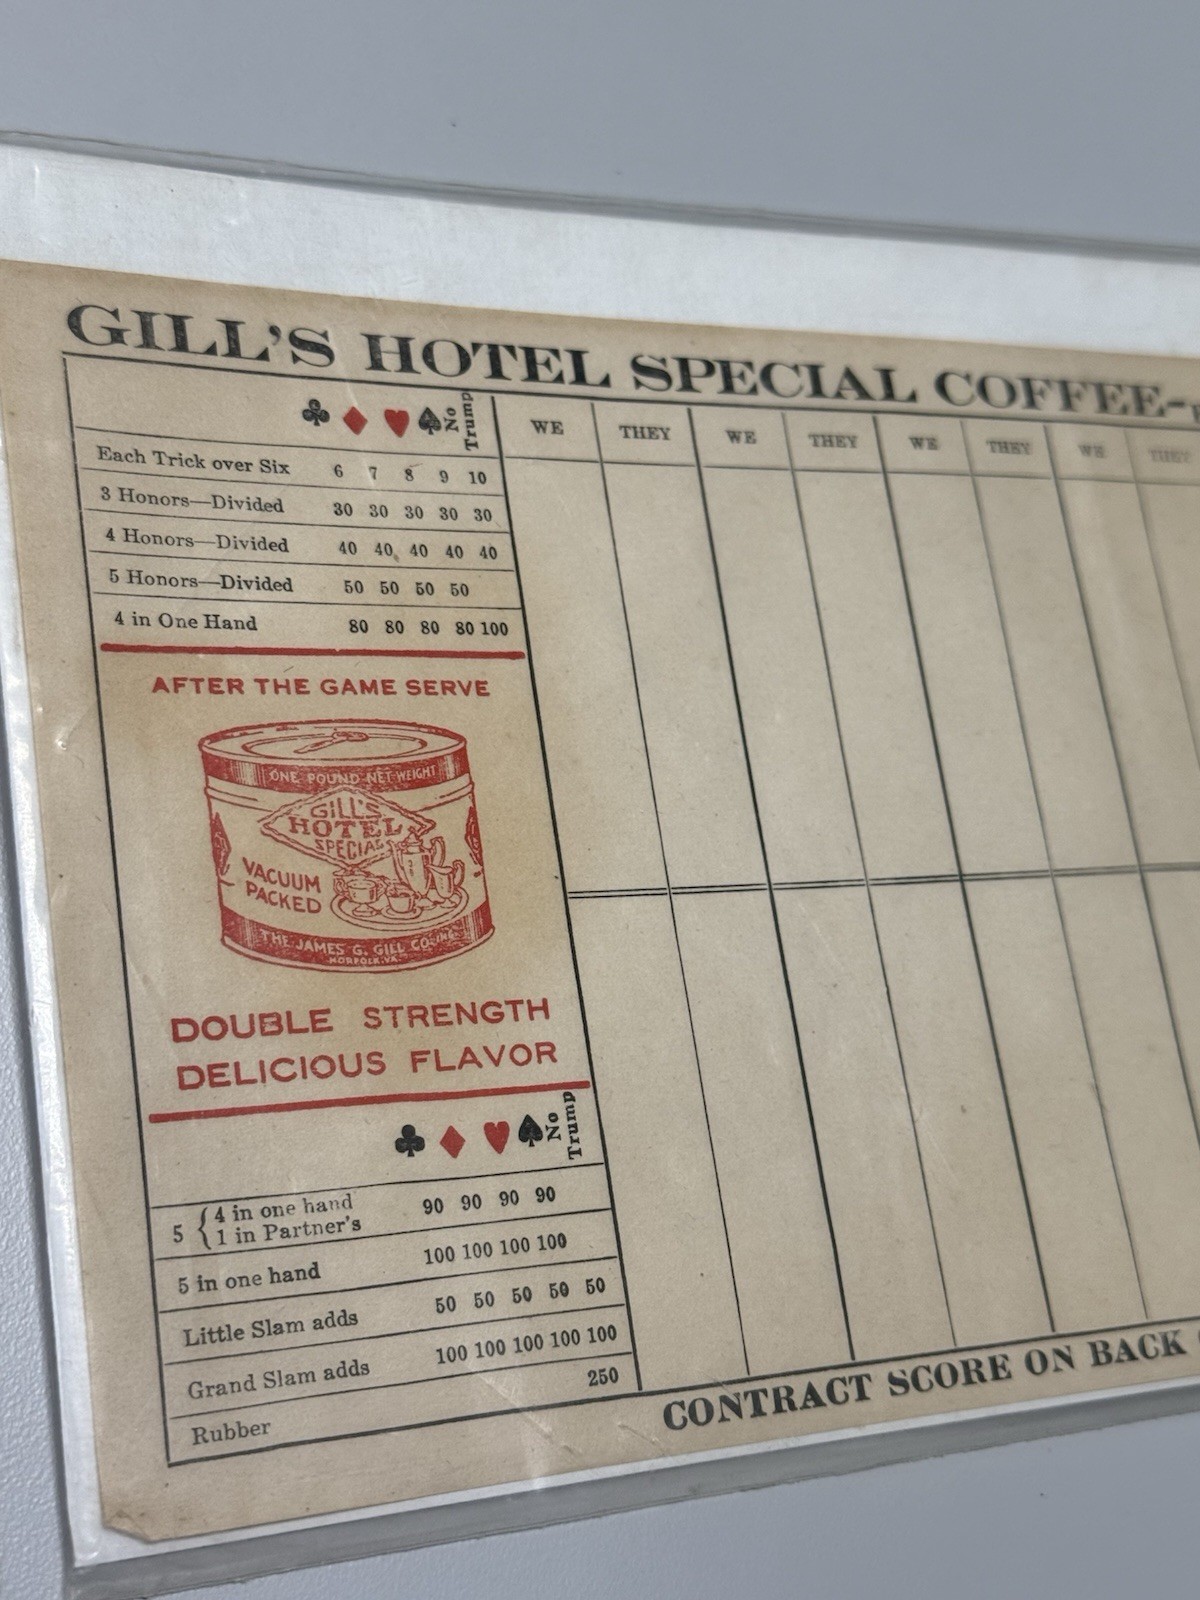 GILL'S HOTEL SPECIAL COFFEE-
No Trump WE THEY WE THEY WE THEY WE THEY
Each Trick over Six 6 7 8 9 10
3 Honors—Divided 30 30 30 30 30
4 Honors—Divided 40 40 40 40 40
5 Honors—Divided 50 50 50 50
4 in One Hand 80 80 80 80 100
AFTER THE GAME SERVE
ONE POUND NET WEIGHT
GILL'S
HOTEL
SPECIAL
VACUUM
PACKED
THE JAMES G. GILL CO. INC.
NORFOLK, VA.
DOUBLE STRENGTH
DELICIOUS FLAVOR
No Trump
5 { 4 in one hand 90 90 90 90
1 in Partner's
5 in one hand 100 100 100 100
Little Slam adds 50 50 50 50 50
Grand Slam adds 100 100 100 100 100
Rubber 250
CONTRACT SCORE ON BACK